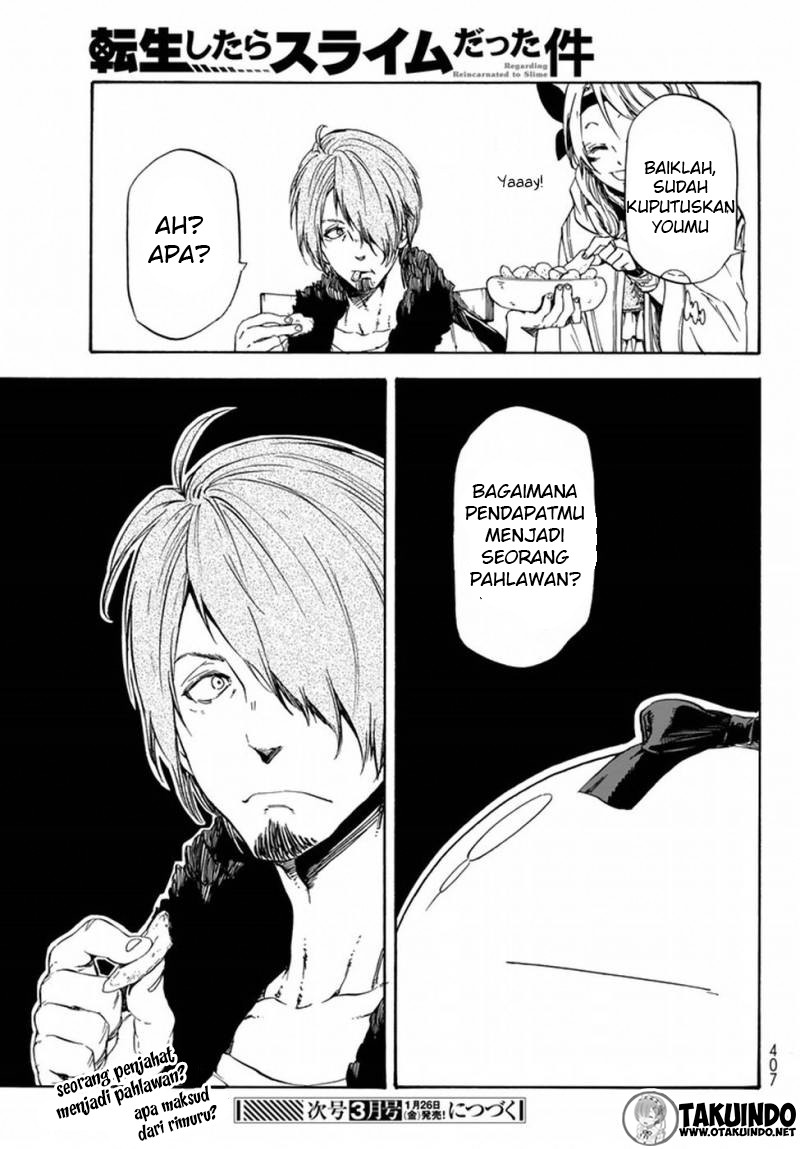 転生したらスライムだった件
Regarding
Reincarnated to Slime
BAIKLAH,
SUDAH
KUPUTUSKAN
YOUMU
Yaaay!
AH?
APA?
BAGAIMANA
PENDAPATMU
MENJADI
SEORANG
PAHLAWAN?
seorang penjahat
menjadi pahlawan?
apa maksud
dari rimuru?
次号3月号1月26日(金)発売!につづく
407
TAKUINDO
WWW.OTAKUINDO.NET